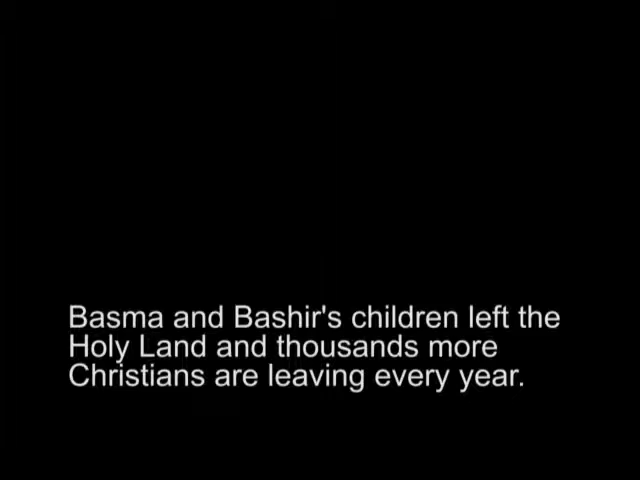 Basma and Bashir's children left the
Holy Land and thousands more
Christians are leaving every year.